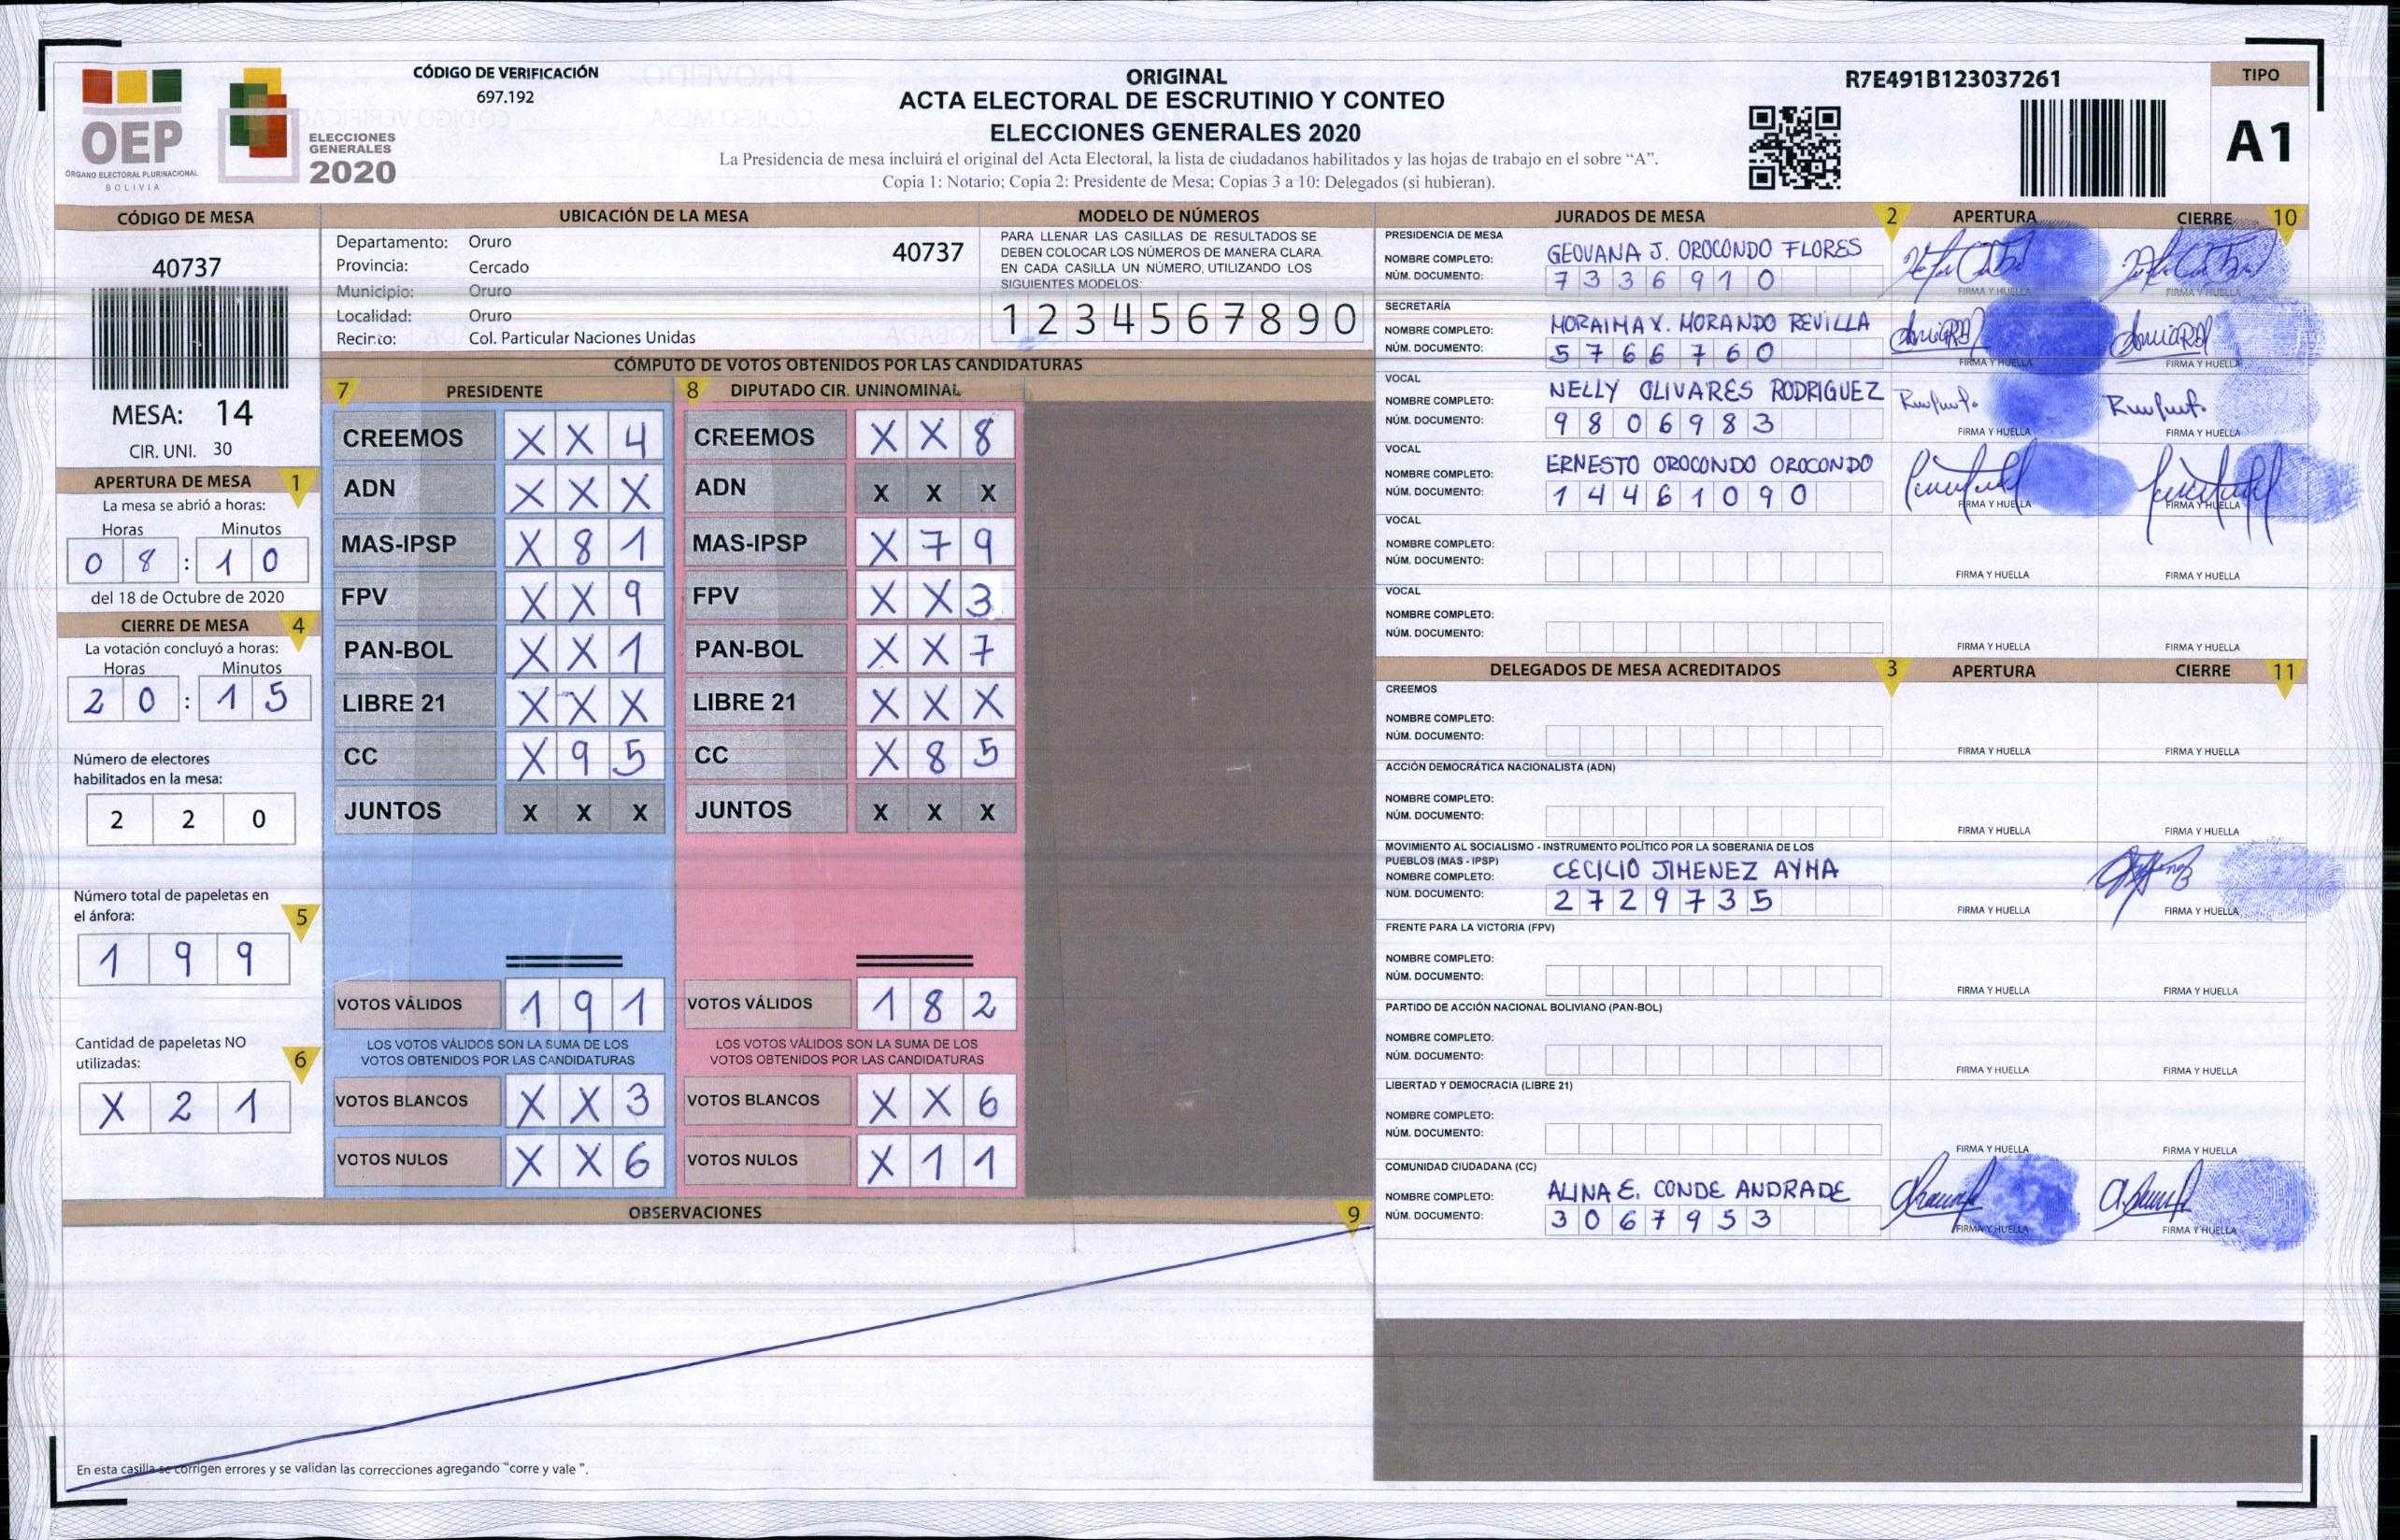 OEP
ÓRGANO ELECTORAL PLURINACIONAL
BOLIVIA
ELECCIONES
GENERALES
2020
CÓDIGO DE VERIFICACIÓN
697.192
ORIGINAL
ACTA ELECTORAL DE ESCRUTINIO Y CONTEO
ELECCIONES GENERALES 2020
La Presidencia de mesa incluirá el original del Acta Electoral, la lista de ciudadanos habilitados y las hojas de trabajo en el sobre “A”.
Copia 1: Notario; Copia 2: Presidente de Mesa; Copias 3 a 10: Delegados (si hubieran).
R7E491B123037261
TIPO
A1
CÓDIGO DE MESA
40737
MESA: 14
CIR. UNI. 30
APERTURA DE MESA 1
La mesa se abrió a horas:
Horas Minutos
0 8 : 1 0
del 18 de Octubre de 2020
CIERRE DE MESA 4
La votación concluyó a horas:
Horas Minutos
2 0 : 1 5
Número de electores
habilitados en la mesa:
2 2 0
Número total de papeletas en
el ánfora: 5
1 9 9
Cantidad de papeletas NO
utilizadas: 6
X 2 1
UBICACIÓN DE LA MESA
Departamento: Oruro 40737
Provincia: Cercado
Municipio: Oruro
Localidad: Oruro
Recinto: Col. Particular Naciones Unidas
MODELO DE NÚMEROS
PARA LLENAR LAS CASILLAS DE RESULTADOS SE
DEBEN COLOCAR LOS NÚMEROS DE MANERA CLARA.
EN CADA CASILLA UN NÚMERO, UTILIZANDO LOS
SIGUIENTES MODELOS:
1 2 3 4 5 6 7 8 9 0
CÓMPUTO DE VOTOS OBTENIDOS POR LAS CANDIDATURAS
7 PRESIDENTE
CREEMOS X X 4
ADN X X X
MAS-IPSP X 8 1
FPV X X 9
PAN-BOL X X 1
LIBRE 21 X X X
CC X 9 5
JUNTOS X X X
VOTOS VÁLIDOS 1 9 1
LOS VOTOS VÁLIDOS SON LA SUMA DE LOS
VOTOS OBTENIDOS POR LAS CANDIDATURAS
VOTOS BLANCOS X X 3
VOTOS NULOS X X 6
8 DIPUTADO CIR. UNINOMINAL
CREEMOS X X 8
ADN X X X
MAS-IPSP X 7 9
FPV X X 3
PAN-BOL X X 7
LIBRE 21 X X X
CC X 8 5
JUNTOS X X X
VOTOS VÁLIDOS 1 8 2
LOS VOTOS VÁLIDOS SON LA SUMA DE LOS
VOTOS OBTENIDOS POR LAS CANDIDATURAS
VOTOS BLANCOS X X 6
VOTOS NULOS X 1 1
OBSERVACIONES 9
En esta casilla se corrigen errores y se validan las correcciones agregando “corre y vale ”.
JURADOS DE MESA 2 APERTURA CIERRE 10
PRESIDENCIA DE MESA
NOMBRE COMPLETO: GEOVANA J. OROCONDO FLORES
NÚM. DOCUMENTO: 7 3 3 6 9 1 0
FIRMA Y HUELLA FIRMA Y HUELLA
SECRETARÍA
NOMBRE COMPLETO: MORAIMA X. MORANDO REVILLA
NÚM. DOCUMENTO: 5 7 6 6 7 6 0
FIRMA Y HUELLA FIRMA Y HUELLA
VOCAL
NOMBRE COMPLETO: NELLY OLIVARES RODRIGUEZ
NÚM. DOCUMENTO: 9 8 0 6 9 8 3
FIRMA Y HUELLA FIRMA Y HUELLA
VOCAL
NOMBRE COMPLETO: ERNESTO OROCONDO OROCONDO
NÚM. DOCUMENTO: 1 4 4 6 1 0 9 0
FIRMA Y HUELLA FIRMA Y HUELLA
VOCAL
NOMBRE COMPLETO:
NÚM. DOCUMENTO:
FIRMA Y HUELLA FIRMA Y HUELLA
VOCAL
NOMBRE COMPLETO:
NÚM. DOCUMENTO:
FIRMA Y HUELLA FIRMA Y HUELLA
DELEGADOS DE MESA ACREDITADOS 3 APERTURA CIERRE 11
CREEMOS
NOMBRE COMPLETO:
NÚM. DOCUMENTO:
FIRMA Y HUELLA FIRMA Y HUELLA
ACCIÓN DEMOCRÁTICA NACIONALISTA (ADN)
NOMBRE COMPLETO:
NÚM. DOCUMENTO:
FIRMA Y HUELLA FIRMA Y HUELLA
MOVIMIENTO AL SOCIALISMO - INSTRUMENTO POLÍTICO POR LA SOBERANIA DE LOS
PUEBLOS (MAS - IPSP)
NOMBRE COMPLETO: CECILIO JIMENEZ AYMA
NÚM. DOCUMENTO: 2 7 2 9 7 3 5
FIRMA Y HUELLA FIRMA Y HUELLA
FRENTE PARA LA VICTORIA (FPV)
NOMBRE COMPLETO:
NÚM. DOCUMENTO:
FIRMA Y HUELLA FIRMA Y HUELLA
PARTIDO DE ACCIÓN NACIONAL BOLIVIANO (PAN-BOL)
NOMBRE COMPLETO:
NÚM. DOCUMENTO:
FIRMA Y HUELLA FIRMA Y HUELLA
LIBERTAD Y DEMOCRACIA (LIBRE 21)
NOMBRE COMPLETO:
NÚM. DOCUMENTO:
FIRMA Y HUELLA FIRMA Y HUELLA
COMUNIDAD CIUDADANA (CC)
NOMBRE COMPLETO: ALINA E. CONDE ANDRADE
NÚM. DOCUMENTO: 3 0 6 7 9 5 3
FIRMA Y HUELLA FIRMA Y HUELLA